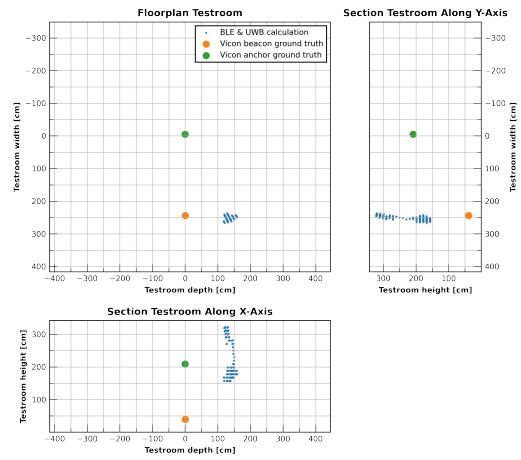 Floorplan Testroom
BLE & UWB calculation
Vicon beacon ground truth
Vicon anchor ground truth
Testroom width [cm]
−300
−200
−100
0
100
200
300
400
−400 −300 −200 −100 0 100 200 300 400
Testroom depth [cm]
Section Testroom Along Y-Axis
−300
−200
−100
0
100
200
300
400
Testroom width [cm]
300 200 100 0
Testroom height [cm]
Section Testroom Along X-Axis
Testroom height [cm]
300
200
100
0
−400 −300 −200 −100 0 100 200 300 400
Testroom depth [cm]